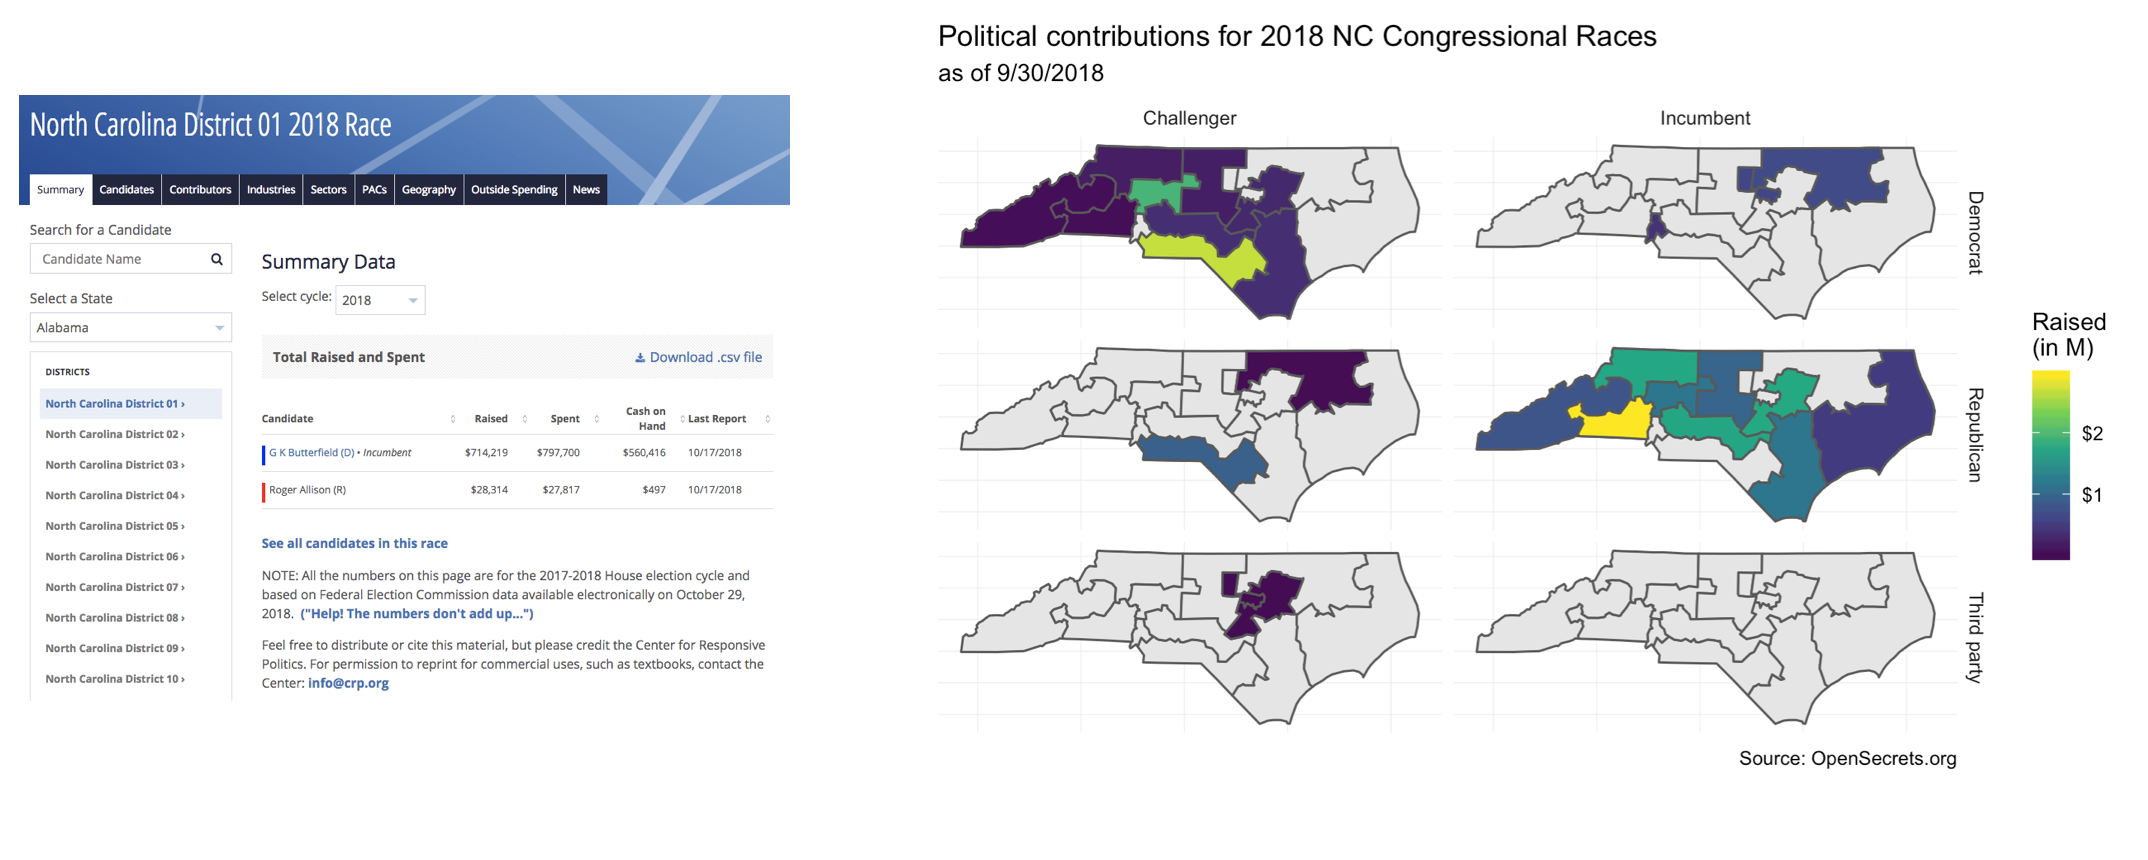 North Carolina District 01 2018 Race
Summary Candidates Contributors Industries Sectors PACs Geography Outside Spending News
Search for a Candidate
Candidate Name
Select a State
Alabama
DISTRICTS
North Carolina District 01 ›
North Carolina District 02 ›
North Carolina District 03 ›
North Carolina District 04 ›
North Carolina District 05 ›
North Carolina District 06 ›
North Carolina District 07 ›
North Carolina District 08 ›
North Carolina District 09 ›
North Carolina District 10 ›
Summary Data
Select cycle: 2018
Total Raised and Spent
Download .csv file
Candidate Raised Spent Cash on Hand Last Report
G K Butterfield (D) • Incumbent $714,219 $797,700 $560,416 10/17/2018
Roger Allison (R) $28,314 $27,817 $497 10/17/2018
See all candidates in this race
NOTE: All the numbers on this page are for the 2017-2018 House election cycle and
based on Federal Election Commission data available electronically on October 29,
2018. ("Help! The numbers don't add up...")
Feel free to distribute or cite this material, but please credit the Center for Responsive
Politics. For permission to reprint for commercial uses, such as textbooks, contact the
Center: info@crp.org
Political contributions for 2018 NC Congressional Races
as of 9/30/2018
Challenger
Incumbent
Democrat
Republican
Third party
Raised
(in M)
$2
$1
Source: OpenSecrets.org